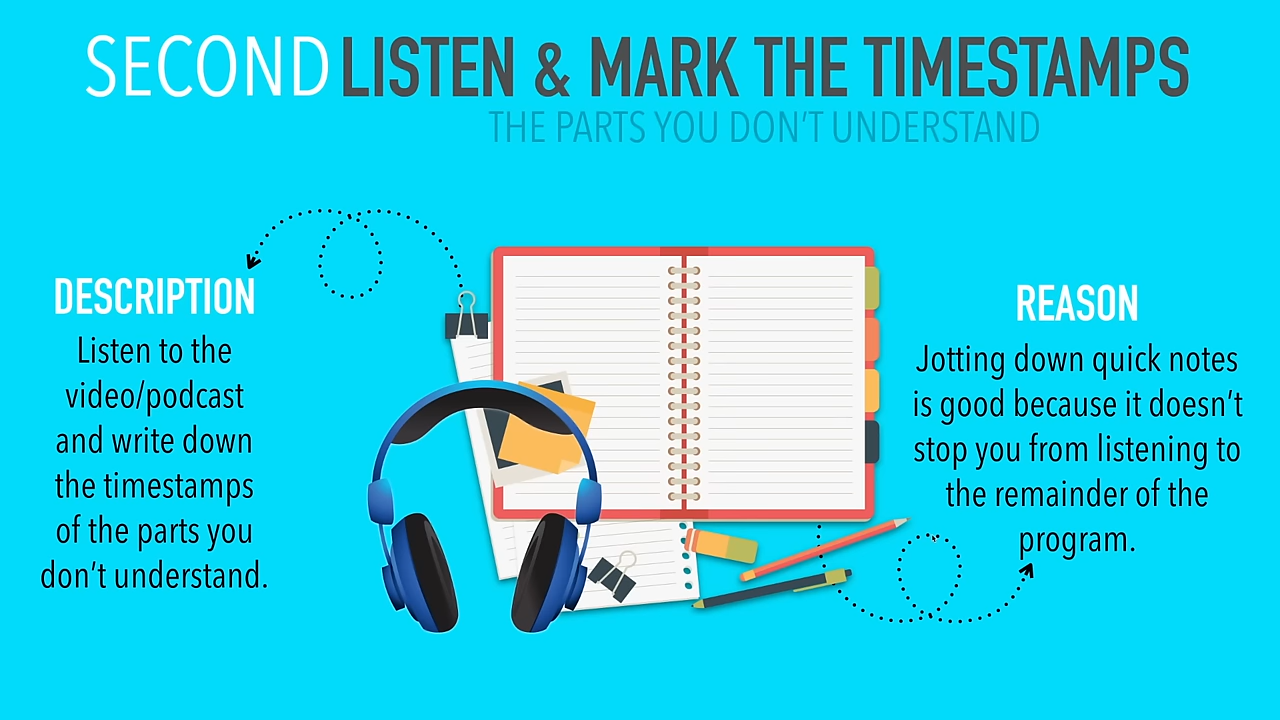 SECOND LISTEN & MARK THE TIMESTAMPS
THE PARTS YOU DON'T UNDERSTAND
DESCRIPTION
Listen to the
video/podcast
and write down
the timestamps
of the parts you
don't understand.
REASON
Jotting down quick notes
is good because it doesn't
stop you from listening to
the remainder of the
program.